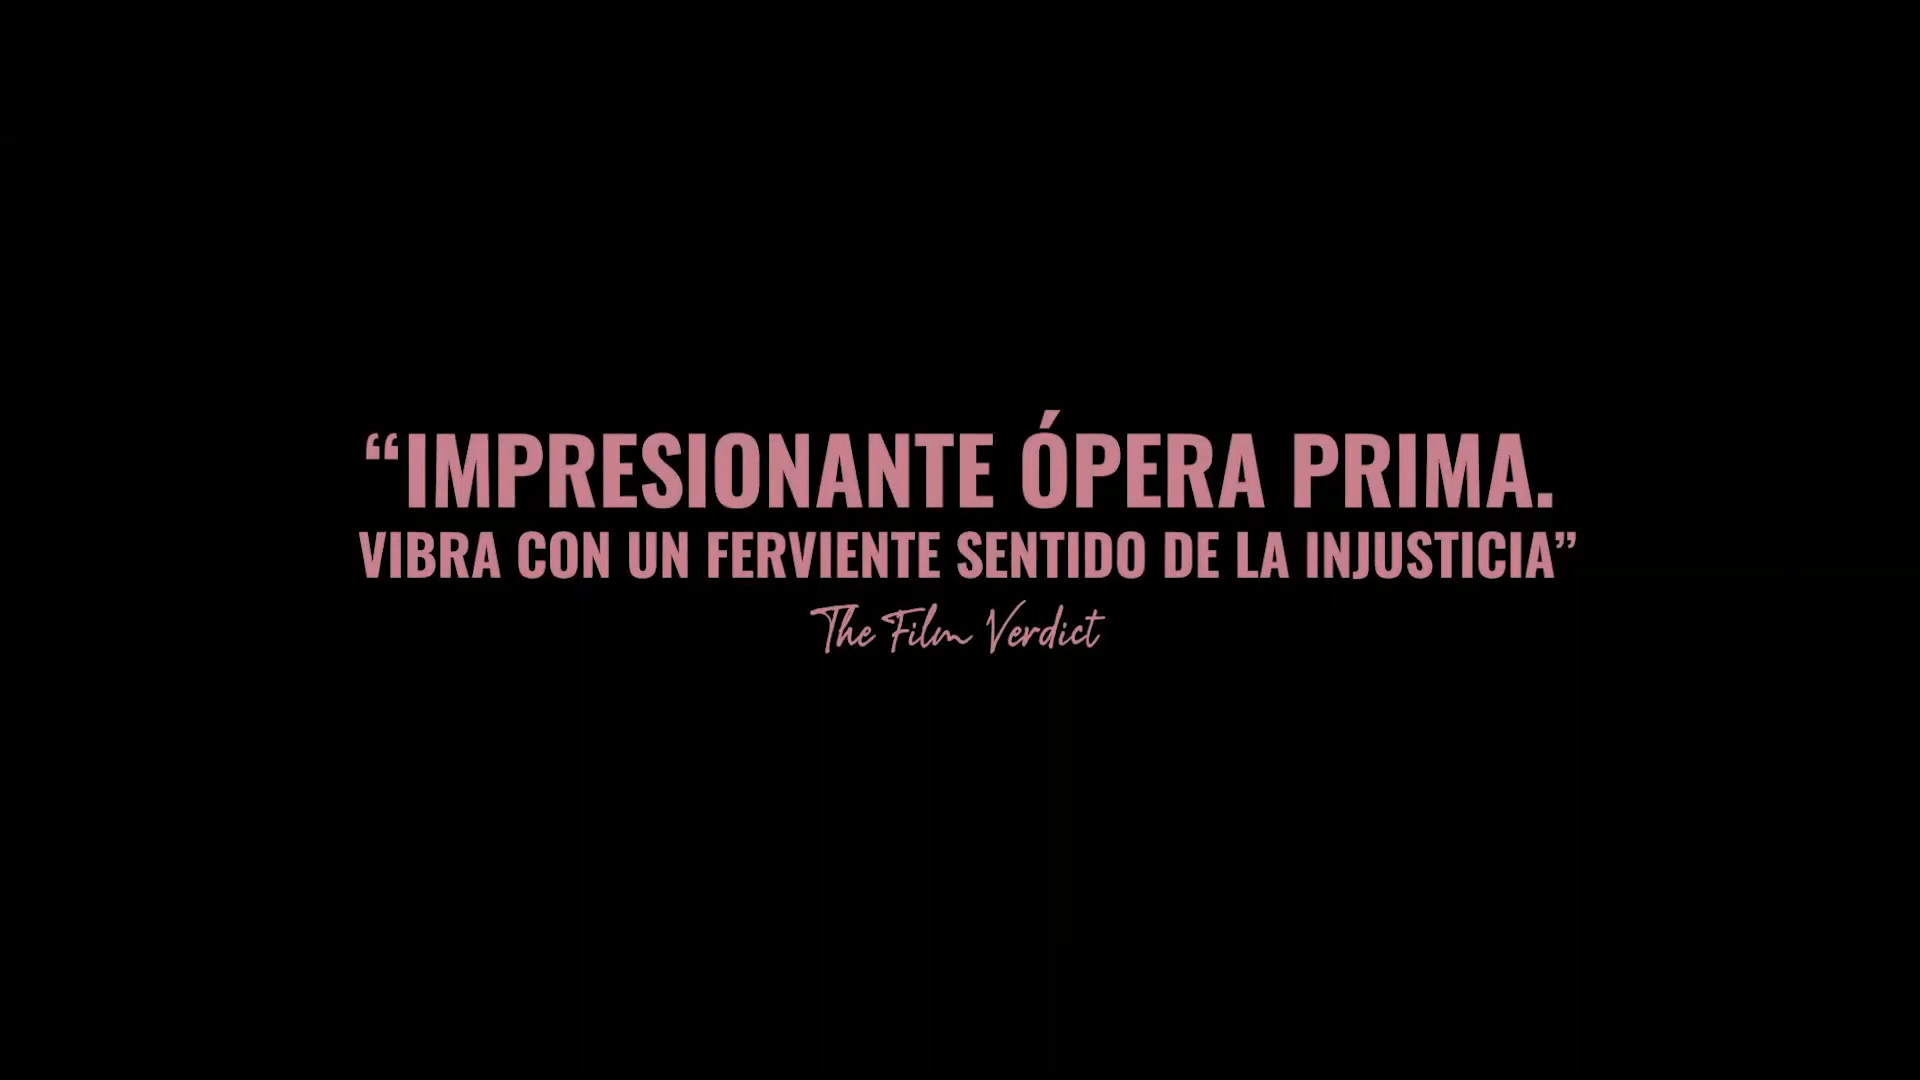 “IMPRESIONANTE ÓPERA PRIMA.
VIBRA CON UN FERVIENTE SENTIDO DE LA INJUSTICIA”
The Film Verdict